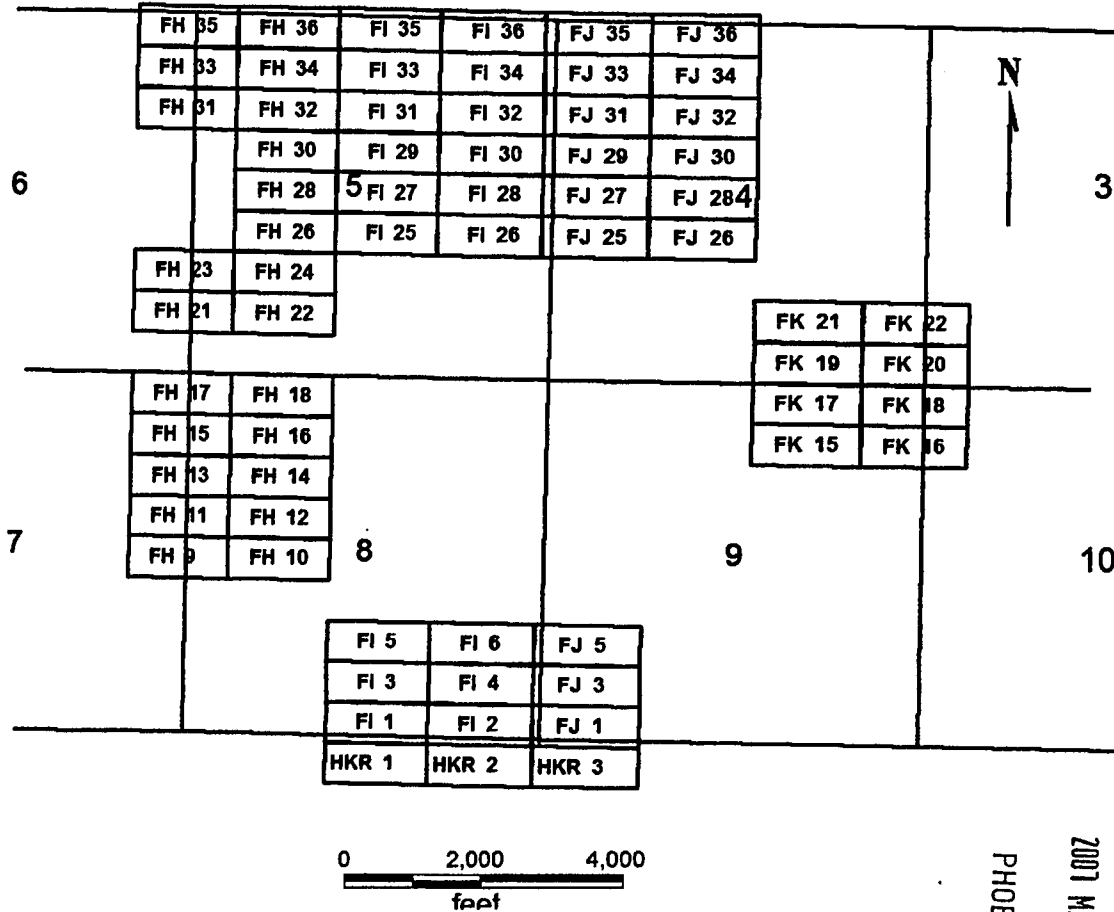 FH 35 FH 36 FI 35 FI 36 FJ 35 FJ 36
FH 33 FH 34 FI 33 FI 34 FJ 33 FJ 34
N
FH 31 FH 32 FI 31 FI 32 FJ 31 FJ 32
FH 30 FI 29 FI 30 FJ 29 FJ 30
6 FH 28 5 FI 27 FI 28 FJ 27 FJ 28 4 3
FH 26 FI 25 FI 26 FJ 25 FJ 26
FH 23 FH 24
FH 21 FH 22
FK 21 FK 22
FK 19 FK 20
FH 17 FH 18
FK 17 FK 18
FH 15 FH 16
FK 15 FK 16
FH 13 FH 14
FH 11 FH 12
7 8 9 10
FH 9 FH 10
FI 5 FI 6 FJ 5
FI 3 FI 4 FJ 3
FI 1 FI 2 FJ 1
HKR 1 HKR 2 HKR 3
0 2,000 4,000
feet
2001 M
PHOE